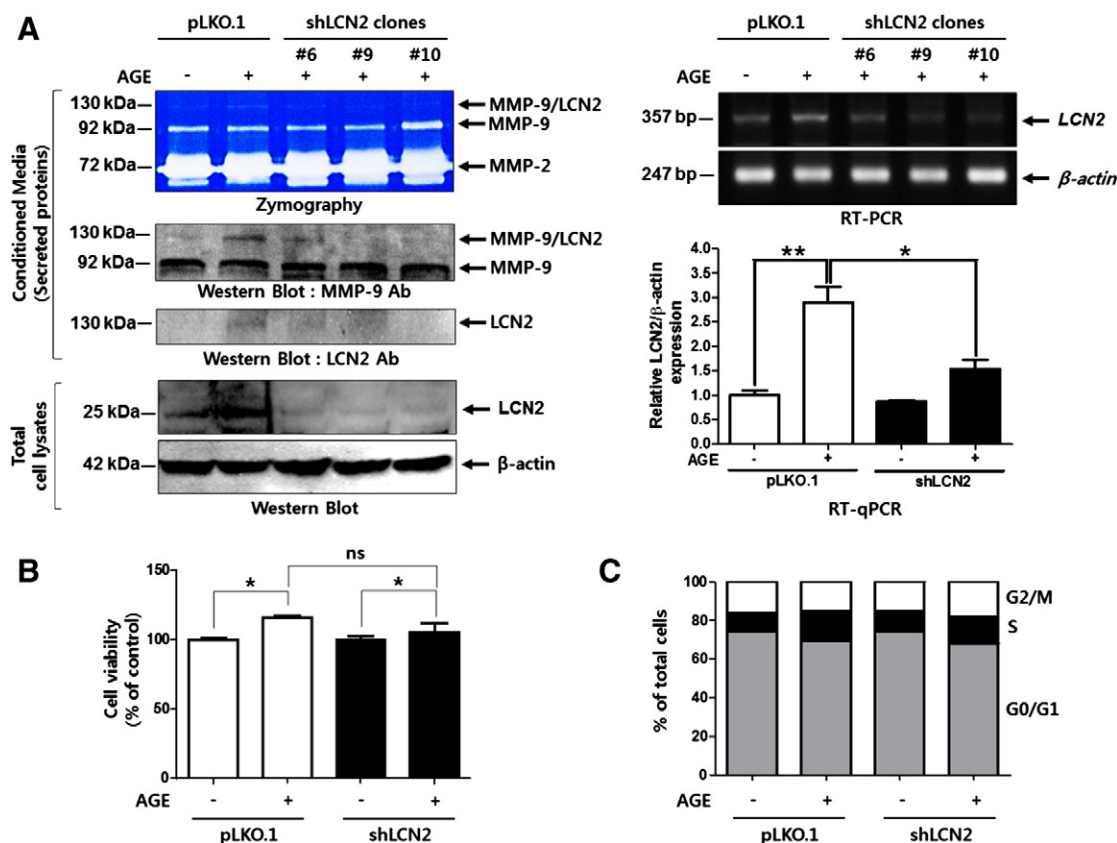 A
pLKO.1 shLCN2 clones
#6 #9 #10
AGE - + + + +
130 kDa MMP-9/LCN2
92 kDa MMP-9
72 kDa MMP-2
Zymography
130 kDa MMP-9/LCN2
92 kDa MMP-9
Western Blot : MMP-9 Ab
130 kDa LCN2
Western Blot : LCN2 Ab
Conditioned Media
(Secreted proteins)
25 kDa LCN2
42 kDa β-actin
Western Blot
Total
cell lysates
pLKO.1 shLCN2 clones
#6 #9 #10
AGE - + + + +
357 bp LCN2
247 bp β-actin
RT-PCR
Relative LCN2/β-actin
expression
4.0
3.5
3.0
2.5
2.0
1.5
1.0
0.5
0.0
** *
AGE - + - +
pLKO.1 shLCN2
RT-qPCR
B
Cell viability
(% of control)
150
100
50
0
ns
* *
AGE - + - +
pLKO.1 shLCN2
C
% of total cells
100
80
60
40
20
0
G2/M
S
G0/G1
AGE - + - +
pLKO.1 shLCN2